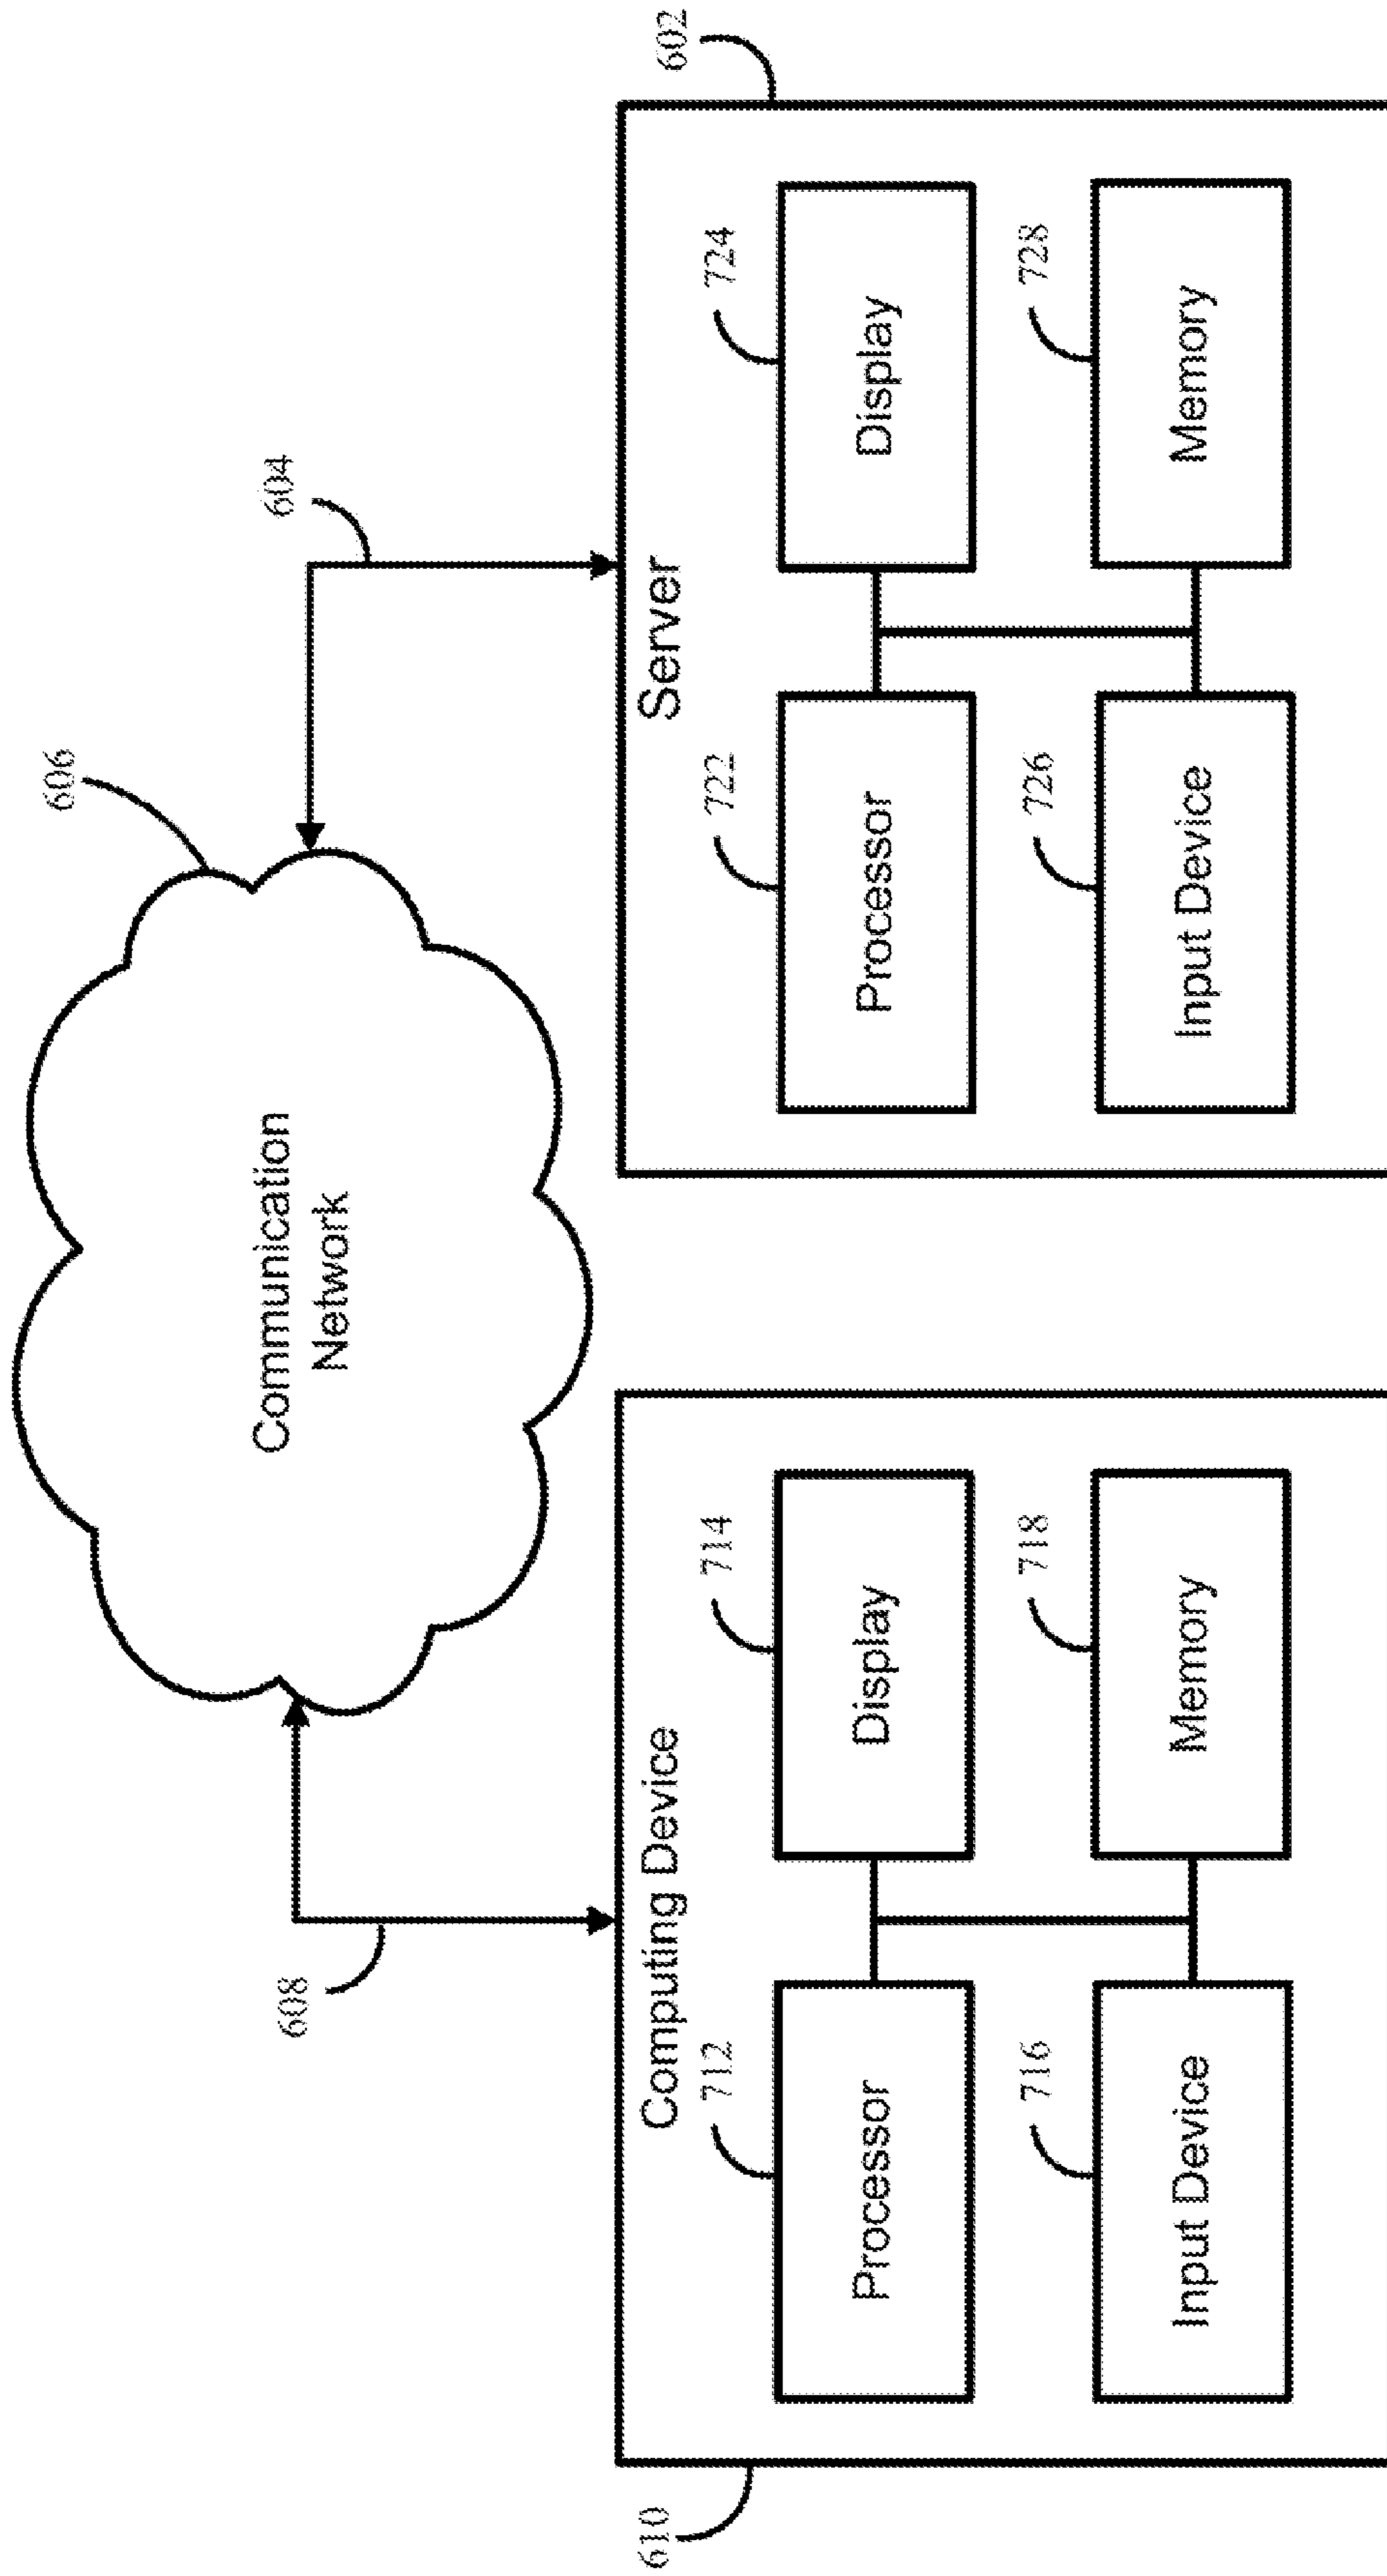 606
Communication
Network
604
608
610
Computing Device
712
Processor
714
Display
716
Input Device
718
Memory
602
Server
722
Processor
724
Display
726
Input Device
728
Memory